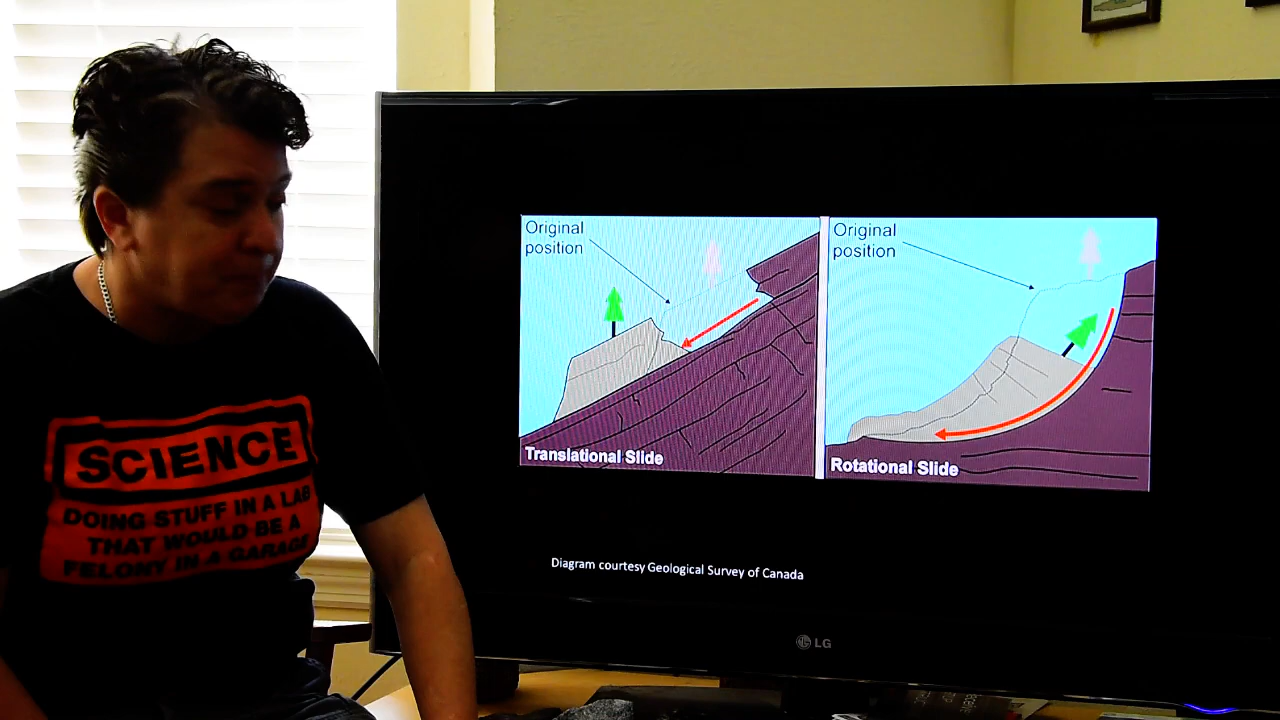 SCIENCE
DOING STUFF IN A LAB
THAT WOULD BE A
FELONY IN A GARAGE
Original
position
Translational Slide
Original
position
Rotational Slide
Diagram courtesy Geological Survey of Canada
LG